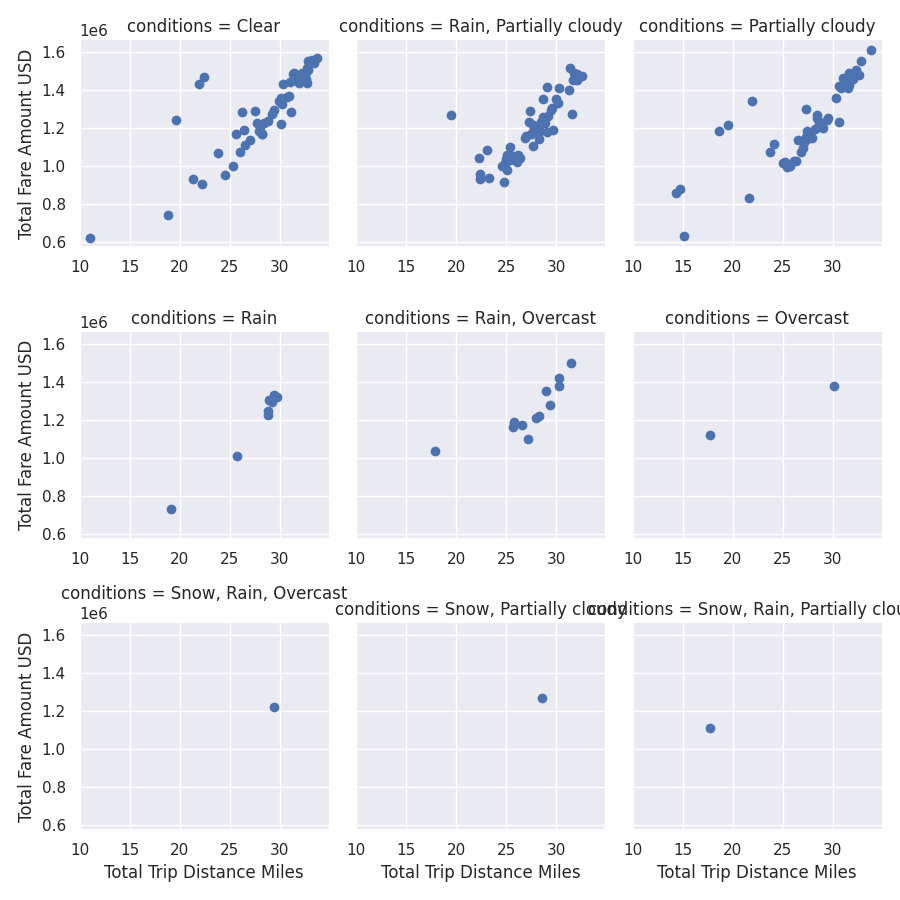 conditions = Clear
conditions = Rain, Partially cloudy
conditions = Partially cloudy
1e6
Total Fare Amount USD
1.6
1.4
1.2
1.0
0.8
0.6
10 15 20 25 30
10 15 20 25 30
10 15 20 25 30
conditions = Rain
conditions = Rain, Overcast
conditions = Overcast
1e6
Total Fare Amount USD
1.6
1.4
1.2
1.0
0.8
0.6
10 15 20 25 30
10 15 20 25 30
10 15 20 25 30
conditions = Snow, Rain, Overcast
conditions = Snow, Partially cloudy
conditions = Snow, Rain, Partially clou
1e6
Total Fare Amount USD
1.6
1.4
1.2
1.0
0.8
0.6
10 15 20 25 30
10 15 20 25 30
10 15 20 25 30
Total Trip Distance Miles
Total Trip Distance Miles
Total Trip Distance Miles